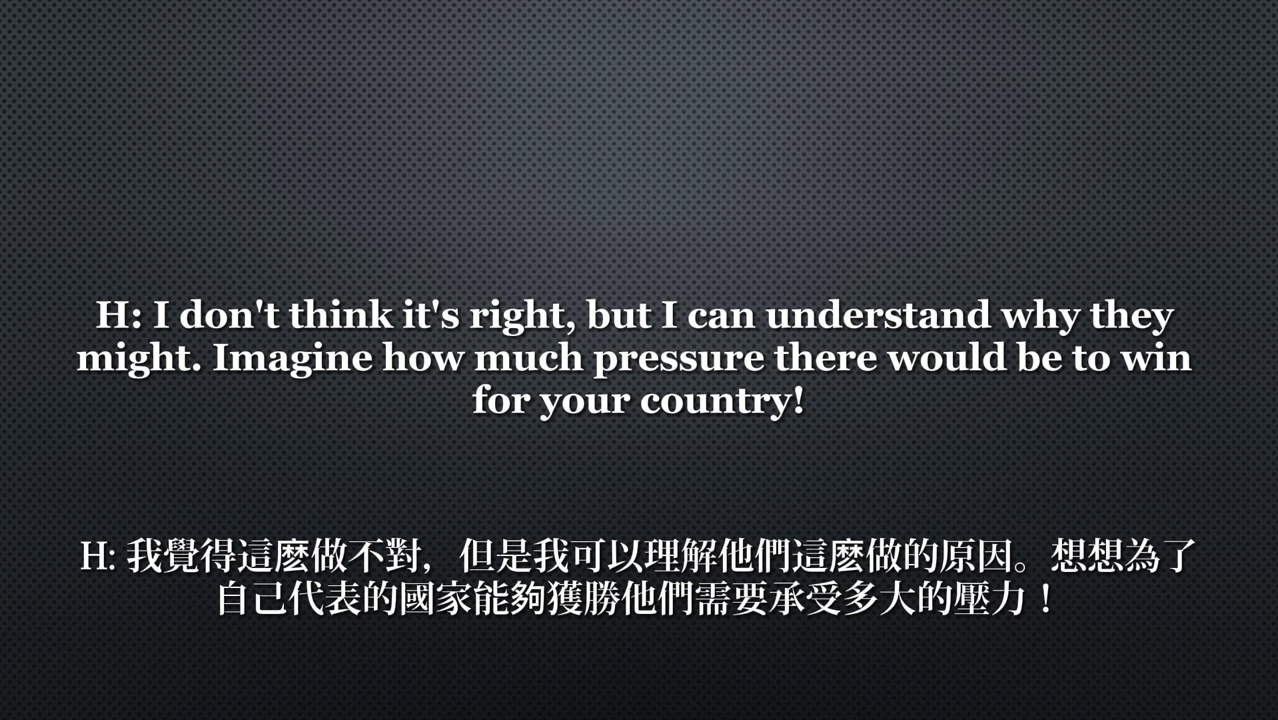 H: I don't think it's right, but I can understand why they
might. Imagine how much pressure there would be to win
for your country!
H: 我覺得這麽做不對，但是我可以理解他們這麽做的原因。想想為了
自己代表的國家能夠獲勝他們需要承受多大的壓力！